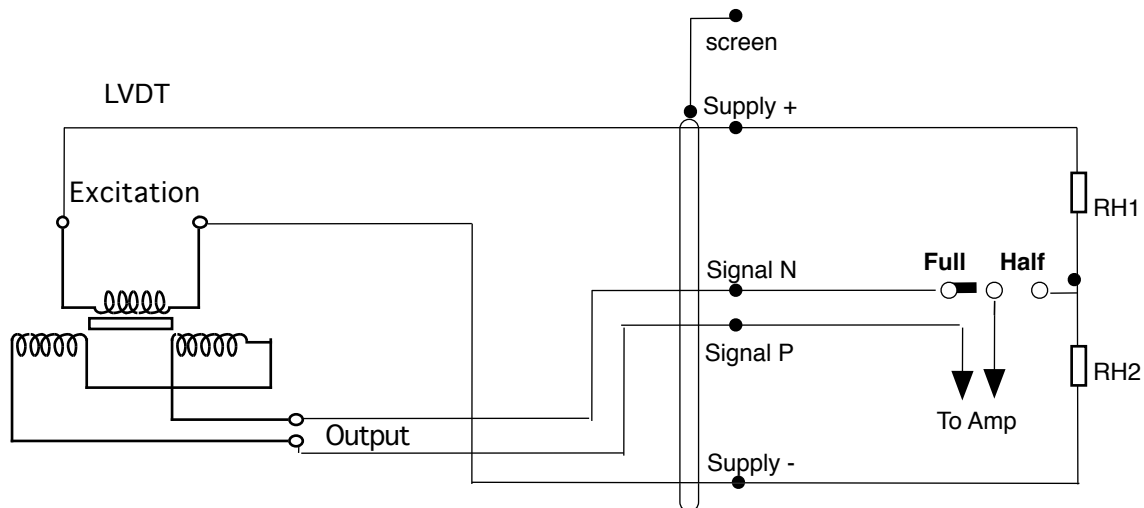 screen
LVDT
Supply +
Excitation
RH1
Signal N
Full
Half
Signal P
RH2
To Amp
Output
Supply -